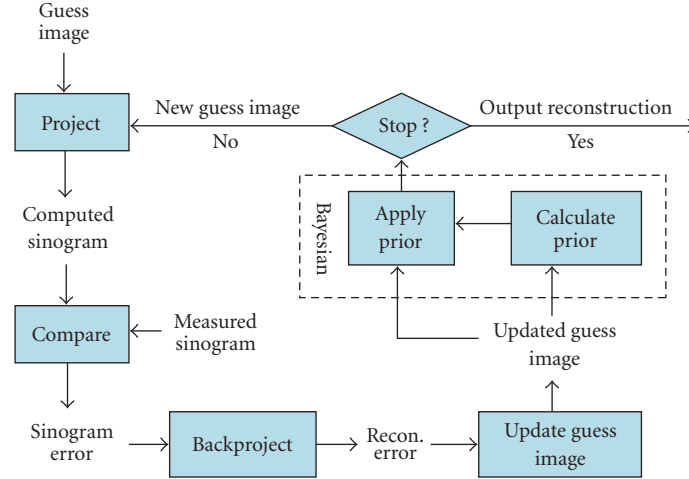 Guess
image
Project
New guess image
No
Stop ?
Output reconstruction
Yes
Computed
sinogram
Bayesian
Apply
prior
Calculate
prior
Compare
Measured
sinogram
Updated guess
image
Sinogram
error
Backproject
Recon.
error
Update guess
image